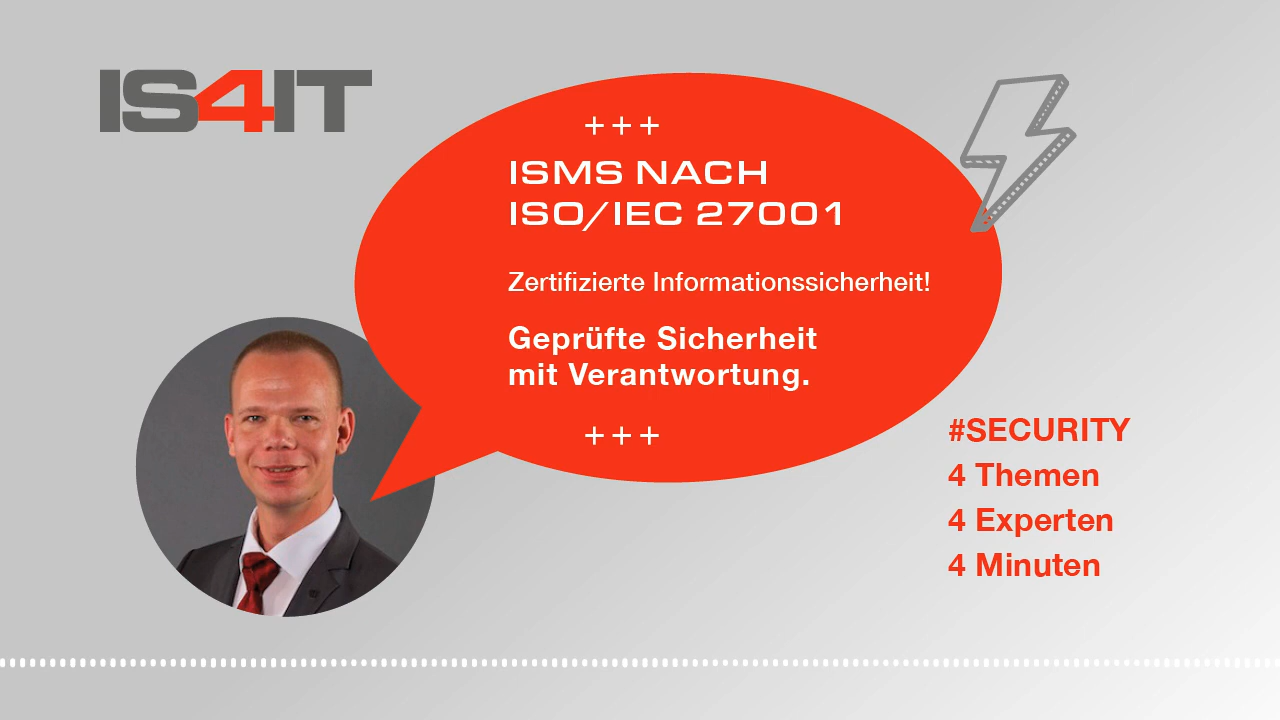 IS4IT
+++
ISMS NACH
ISO/IEC 27001
Zertifizierte Informationssicherheit!
Geprüfte Sicherheit
mit Verantwortung.
+++
#SECURITY
4 Themen
4 Experten
4 Minuten